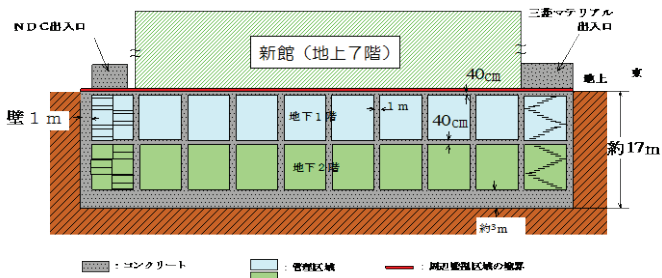 NDC出入口
三菱マテリアル
出入口
新館（地上７階）
40cm
地上
東
壁１ｍ
地下１階
１ｍ
40cm
約17ｍ
地下２階
約3ｍ
：コンクリート
：管理区域
：周辺管理区域の境界